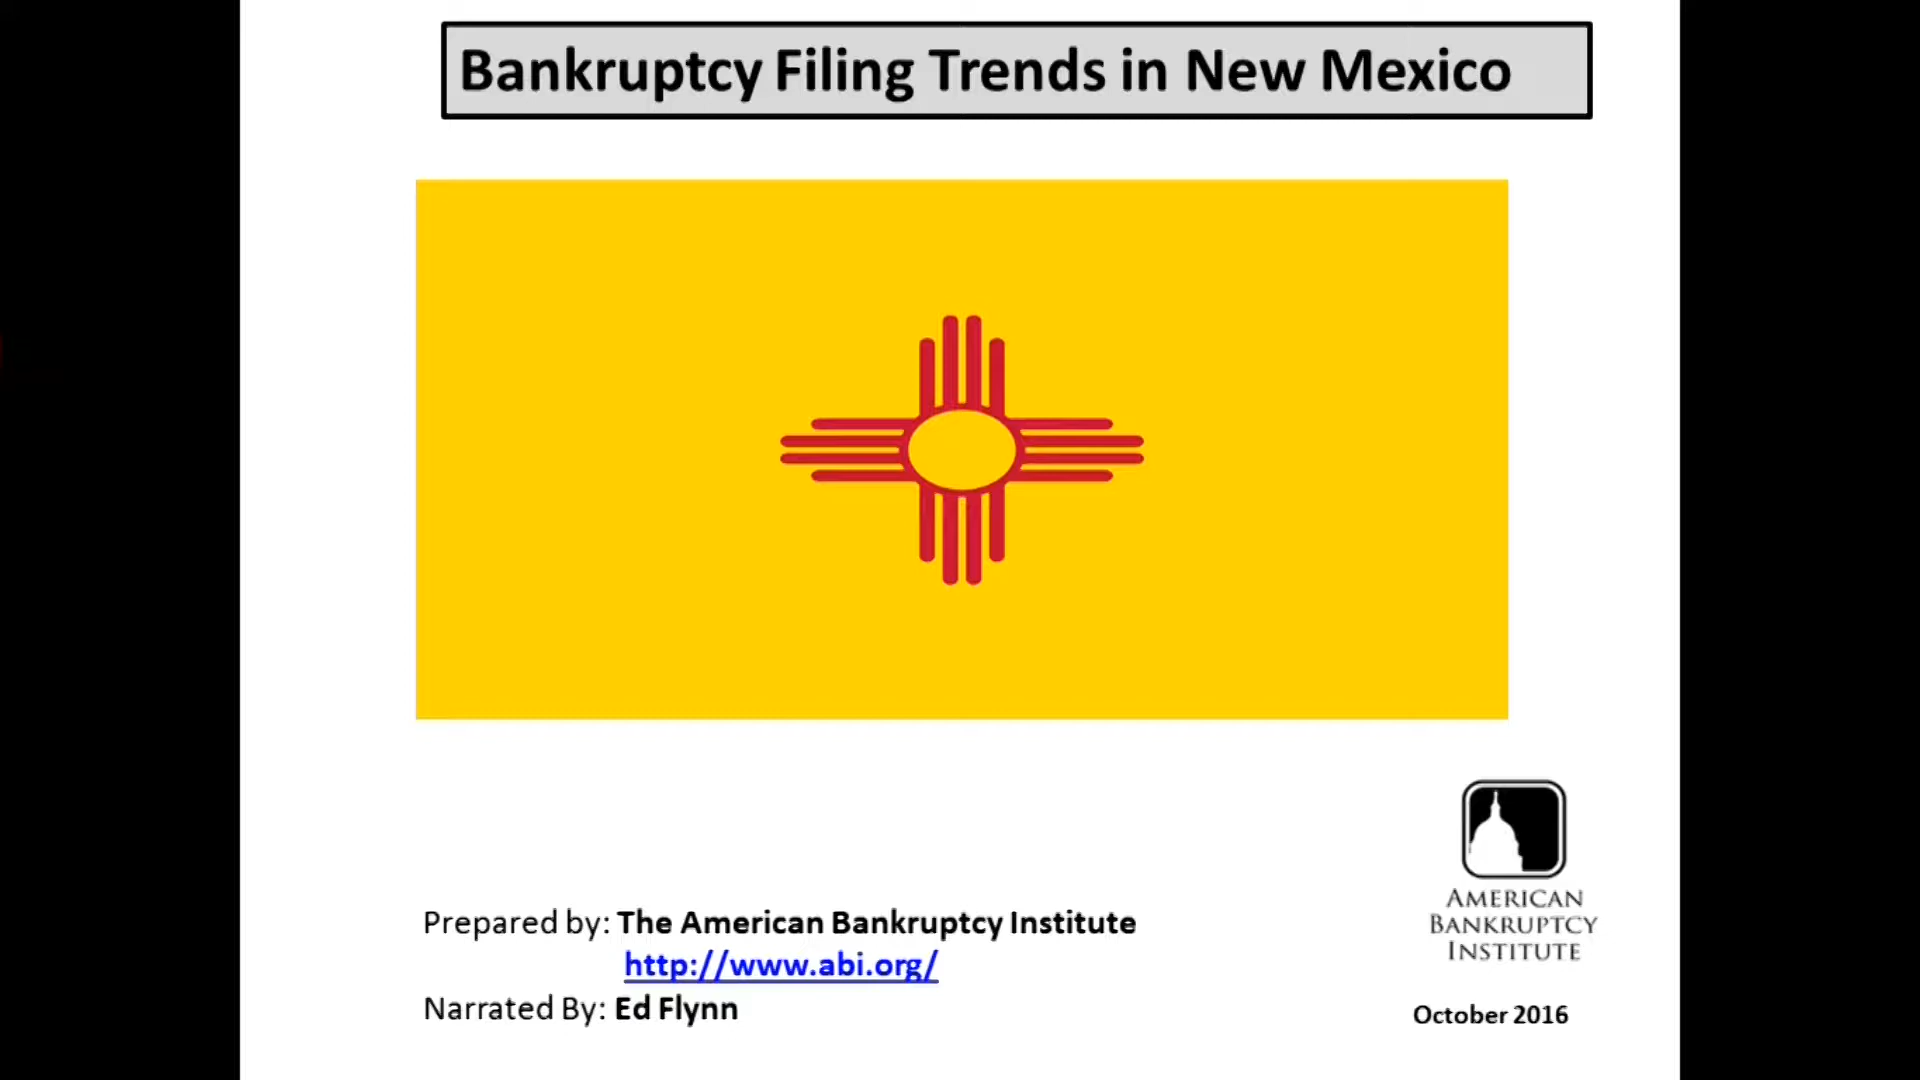 Bankruptcy Filing Trends in New Mexico
Prepared by: The American Bankruptcy Institute
http://www.abi.org/
Narrated By: Ed Flynn
AMERICAN
BANKRUPTCY
INSTITUTE
October 2016